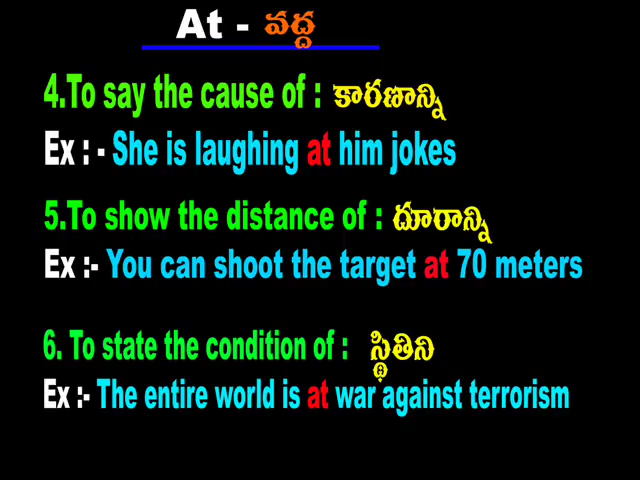 At - వద్ద
4.To say the cause of : కారణాన్ని
Ex : - She is laughing at him jokes
5.To show the distance of : దూరాన్ని
Ex :- You can shoot the target at 70 meters
6. To state the condition of : స్థితిని
Ex :- The entire world is at war against terrorism